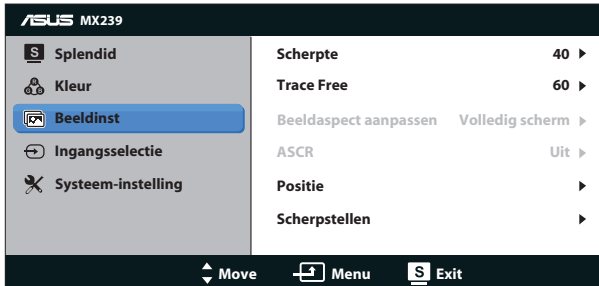 ASUS MX239
S Splendid
Kleur
Beeldinst
Ingangsselectie
Systeem-instelling
Scherpte 40
Trace Free 60
Beeldaspect aanpassen Volledig scherm
ASCR Uit
Positie
Scherpstellen
Move Menu S Exit